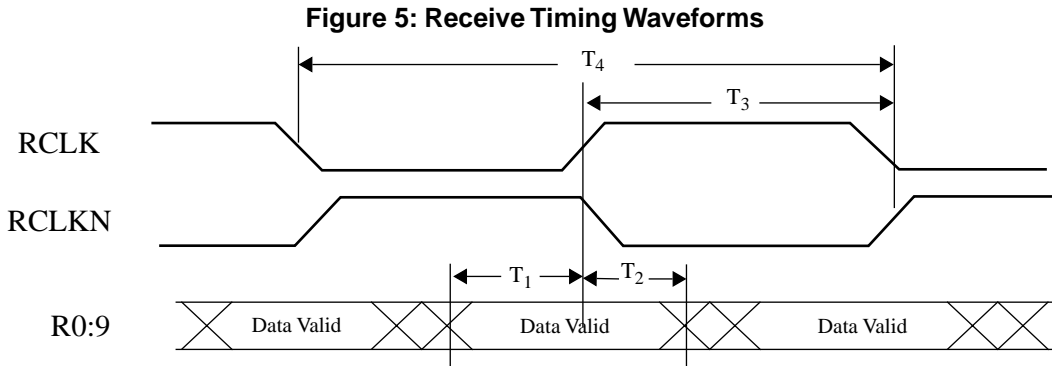 Figure 5: Receive Timing Waveforms
T4
T3
RCLK
RCLKN
T1
T2
R0:9
Data Valid
Data Valid
Data Valid